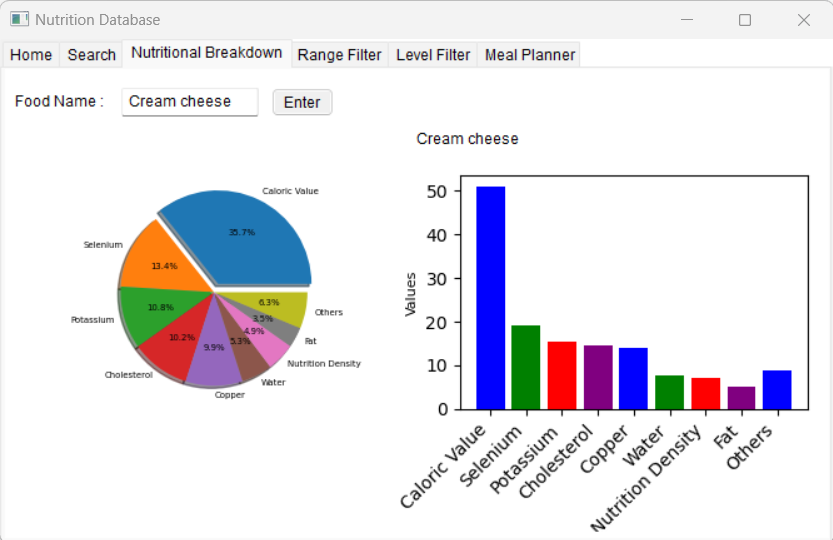 Nutrition Database
Home Search Nutritional Breakdown Range Filter Level Filter Meal Planner
Food Name : Cream cheese Enter
Cream cheese
Caloric Value
35.7%
Selenium
13.4%
Potassium
10.8%
Cholesterol
10.2%
Copper
9.9%
Water
5.3%
Nutrition Density
4.9%
Fat
3.5%
Others
6.3%
Values
50
40
30
20
10
0
Caloric Value
Selenium
Potassium
Cholesterol
Copper
Water
Nutrition Density
Fat
Others